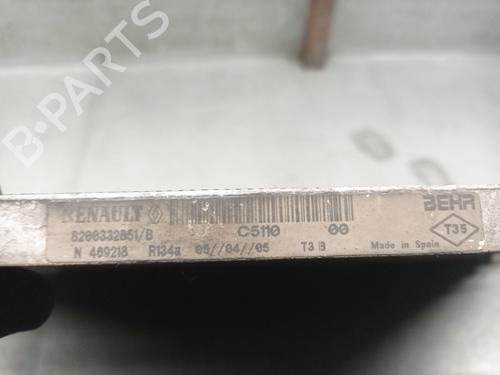 B-PARTS
RENAULT C5110 00 BEHR
8200332851/B T35
N 469218 R134a 05//04//05 T3 B Made in Spain